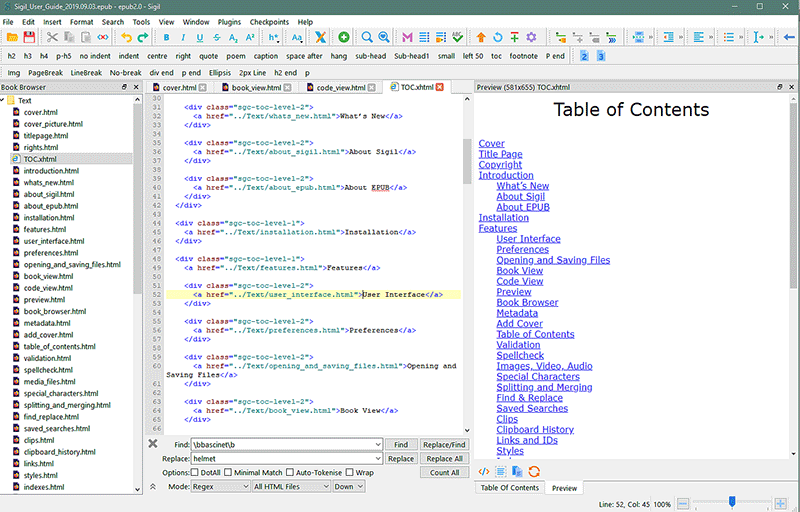 Sigil_User_Guide_2019.09.03.epub - epub2.0 - Sigil
File Edit Insert Format Search Tools View Window Plugins Checkpoints Help
h2 h3 h4 p-h5 no indent indent centre right quote poem caption space after hang sub-head Sub-head1 small left 50 toc footnote P end 2 3
Img PageBreak LineBreak No-break div end p end Ellipsis 2px Line h2 end p
Book Browser
Text
cover.html
cover_picture.html
titlepage.html
rights.html
TOC.xhtml
introduction.html
whats_new.html
about_sigil.html
about_epub.html
installation.html
features.html
user_interface.html
preferences.html
opening_and_saving_files.html
book_view.html
code_view.html
preview.html
book_browser.html
metadata.html
add_cover.html
table_of_contents.html
validation.html
spellcheck.html
media_files.html
special_characters.html
splitting_and_merging.html
find_replace.html
saved_searches.html
clips.html
clipboard_history.html
links.html
styles.html
indexes.html
cover.html book_view.html code_view.html TOC.xhtml
30
31 <div class="sgc-toc-level-2">
32 <a href="../Text/whats_new.html">What's New</a>
33 </div>
34
35 <div class="sgc-toc-level-2">
36 <a href="../Text/about_sigil.html">About Sigil</a>
37 </div>
38
39 <div class="sgc-toc-level-2">
40 <a href="../Text/about_epub.html">About EPUB</a>
41 </div>
42 </div>
43
44 <div class="sgc-toc-level-1">
45 <a href="../Text/installation.html">Installation</a>
46 </div>
47
48 <div class="sgc-toc-level-1">
49 <a href="../Text/features.html">Features</a>
50
51 <div class="sgc-toc-level-2">
52 <a href="../Text/user_interface.html">User Interface</a>
53 </div>
54
55 <div class="sgc-toc-level-2">
56 <a href="../Text/preferences.html">Preferences</a>
57 </div>
58
59 <div class="sgc-toc-level-2">
60 <a href="../Text/opening_and_saving_files.html">Opening and
Saving Files</a>
61 </div>
62
63 <div class="sgc-toc-level-2">
64 <a href="../Text/book_view.html">Book View</a>
65 </div>
66
Find: \bbascinet\b Find Replace/Find
Replace: helmet Replace Replace All
Options: DotAll Minimal Match Auto-Tokenise Wrap Count All
Mode: Regex All HTML Files Down
Preview (581x655) TOC.xhtml
Table of Contents
Cover
Title Page
Copyright
Introduction
What's New
About Sigil
About EPUB
Installation
Features
User Interface
Preferences
Opening and Saving Files
Book View
Code View
Preview
Book Browser
Metadata
Add Cover
Table of Contents
Validation
Spellcheck
Images, Video, Audio
Special Characters
Splitting and Merging
Find & Replace
Saved Searches
Clips
Clipboard History
Links and IDs
Styles
Table Of Contents Preview
Line: 52, Col: 45 100%